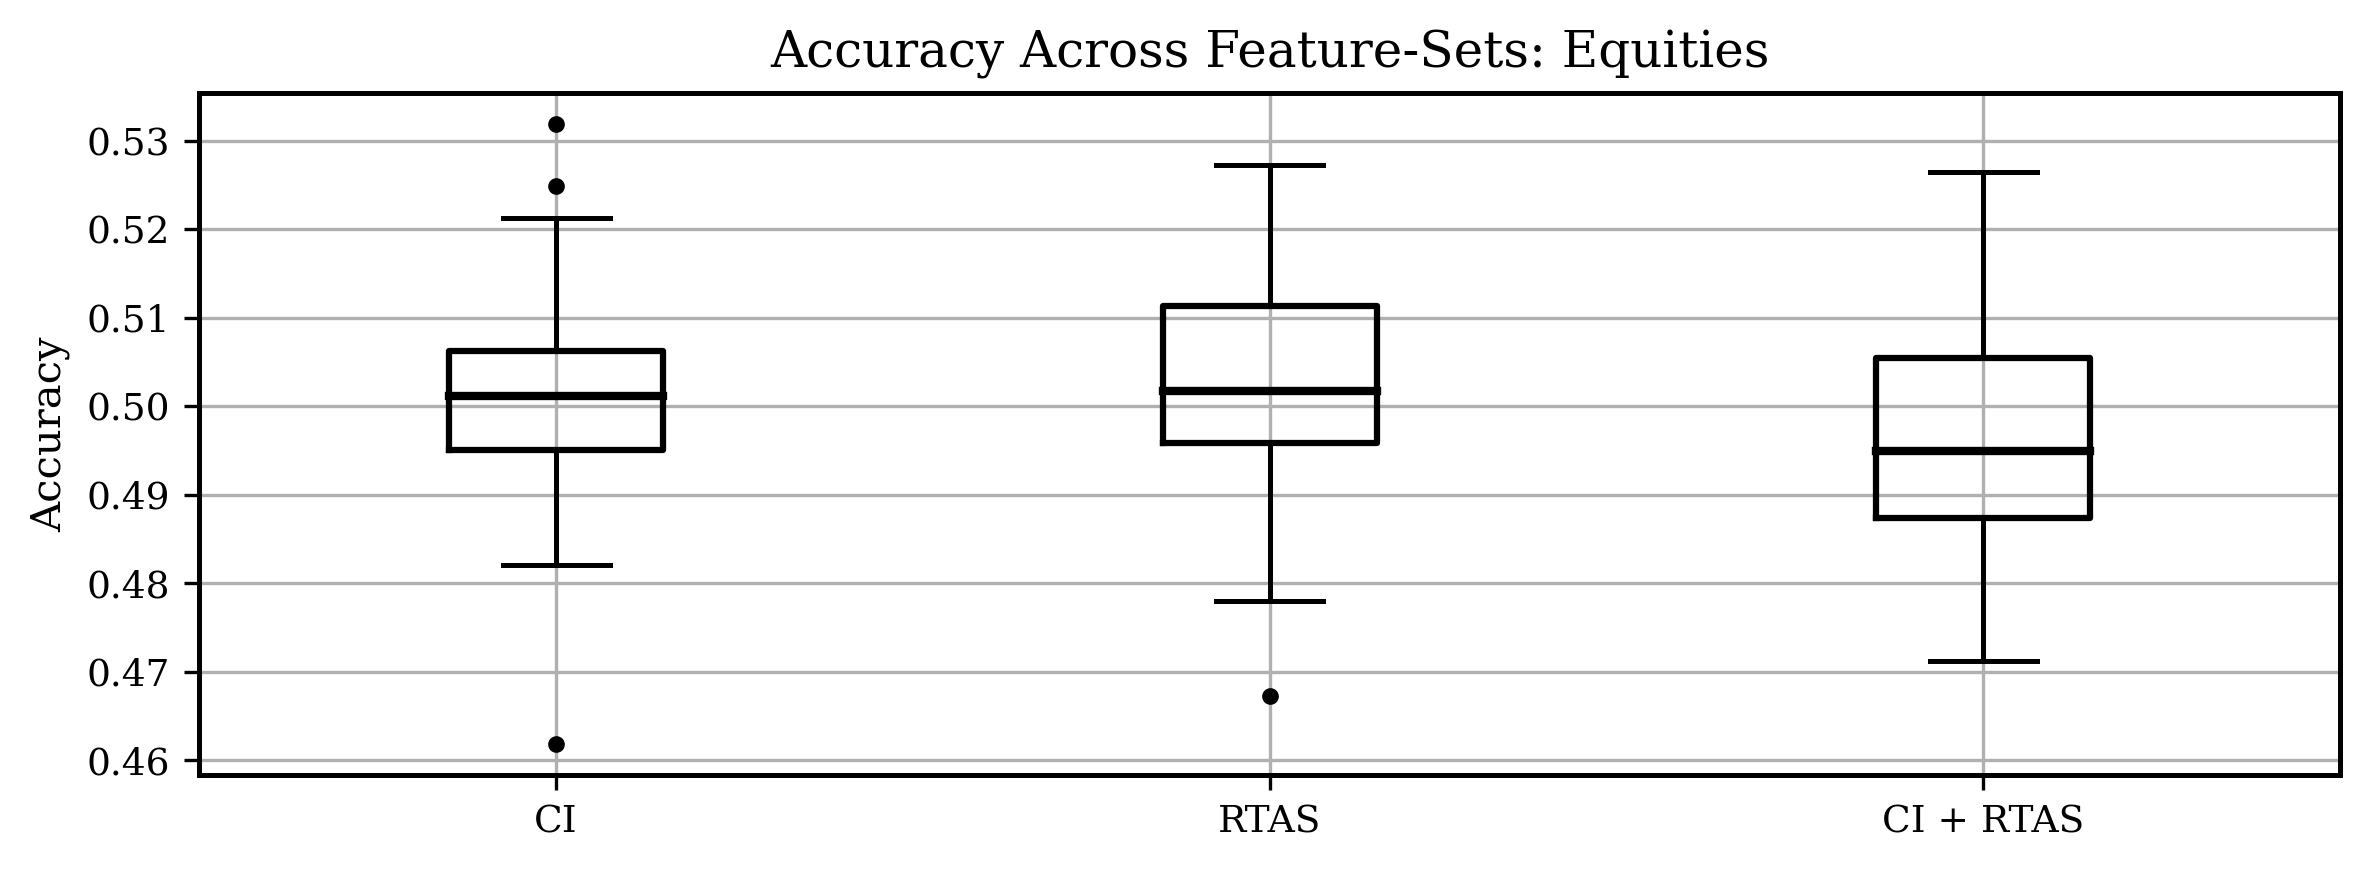 Accuracy Across Feature-Sets: Equities
0.53
0.52
0.51
0.50
0.49
0.48
0.47
0.46
Accuracy
CI
RTAS
CI + RTAS